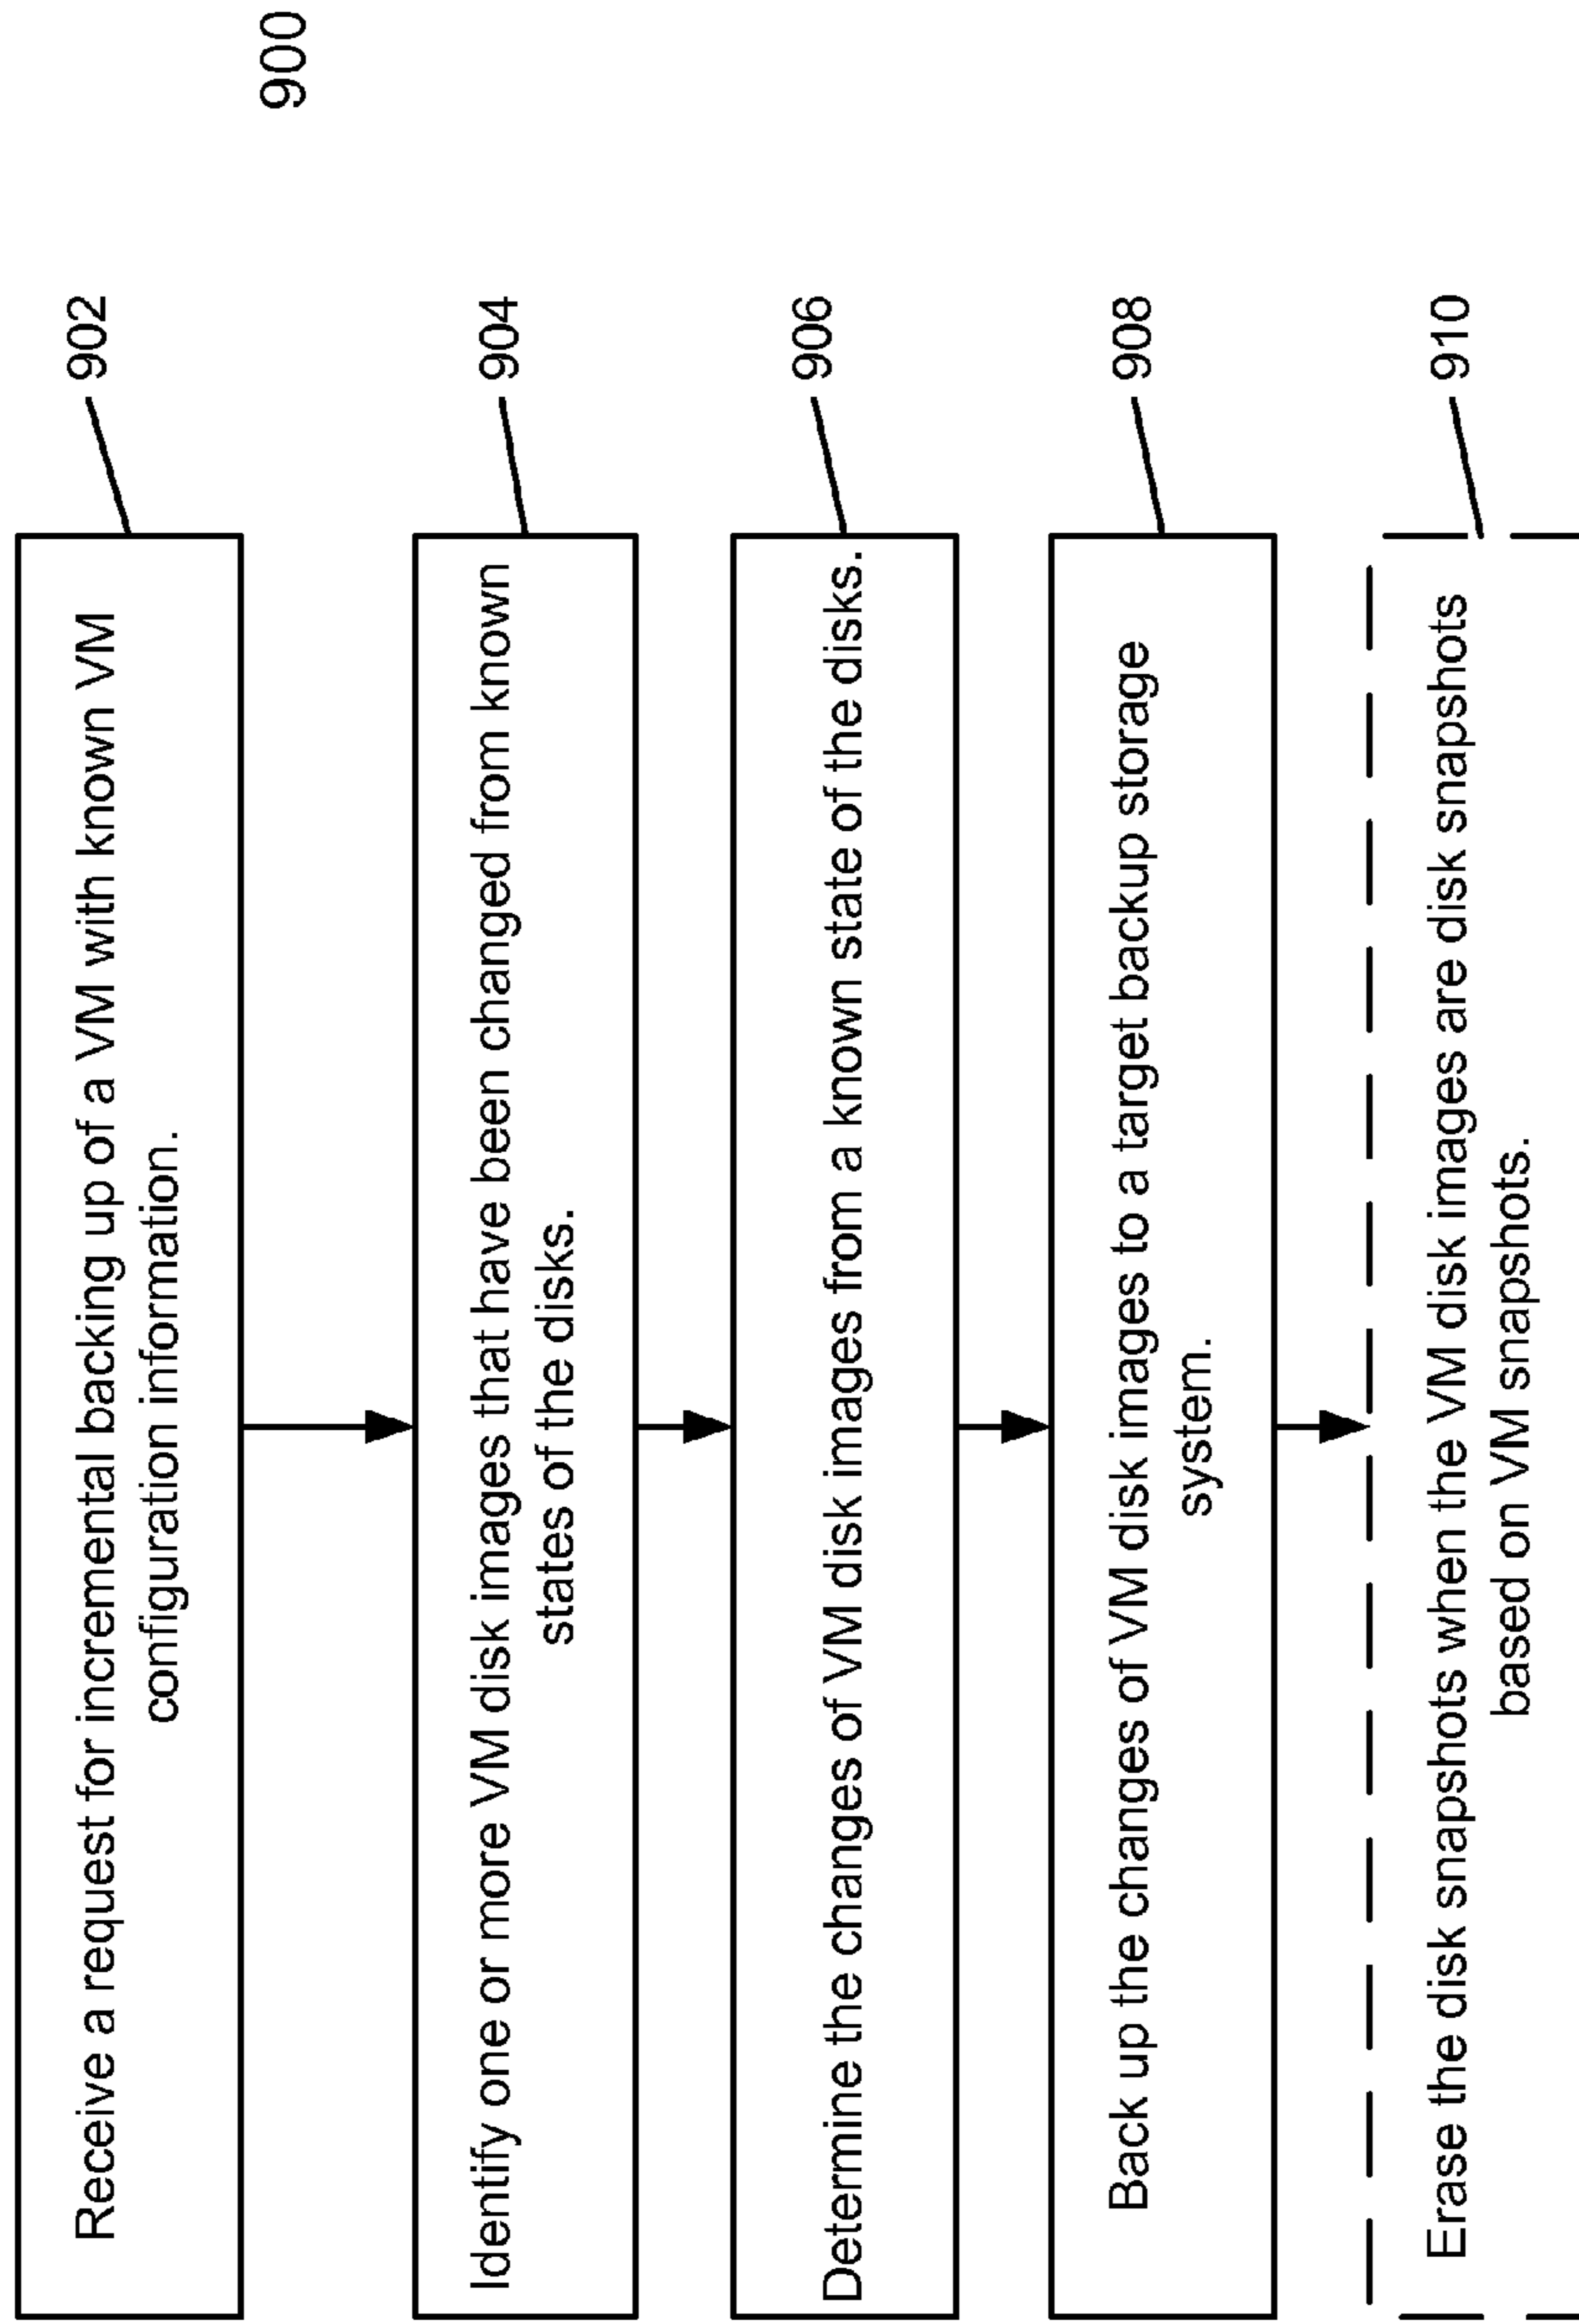 900
Receive a request for incremental backing up of a VM with known VM
configuration information.
902
Identify one or more VM disk images that have been changed from known
states of the disks.
904
Determine the changes of VM disk images from a known state of the disks.
906
Back up the changes of VM disk images to a target backup storage
system.
908
Erase the disk snapshots when the VM disk images are disk snapshots
based on VM snapshots.
910